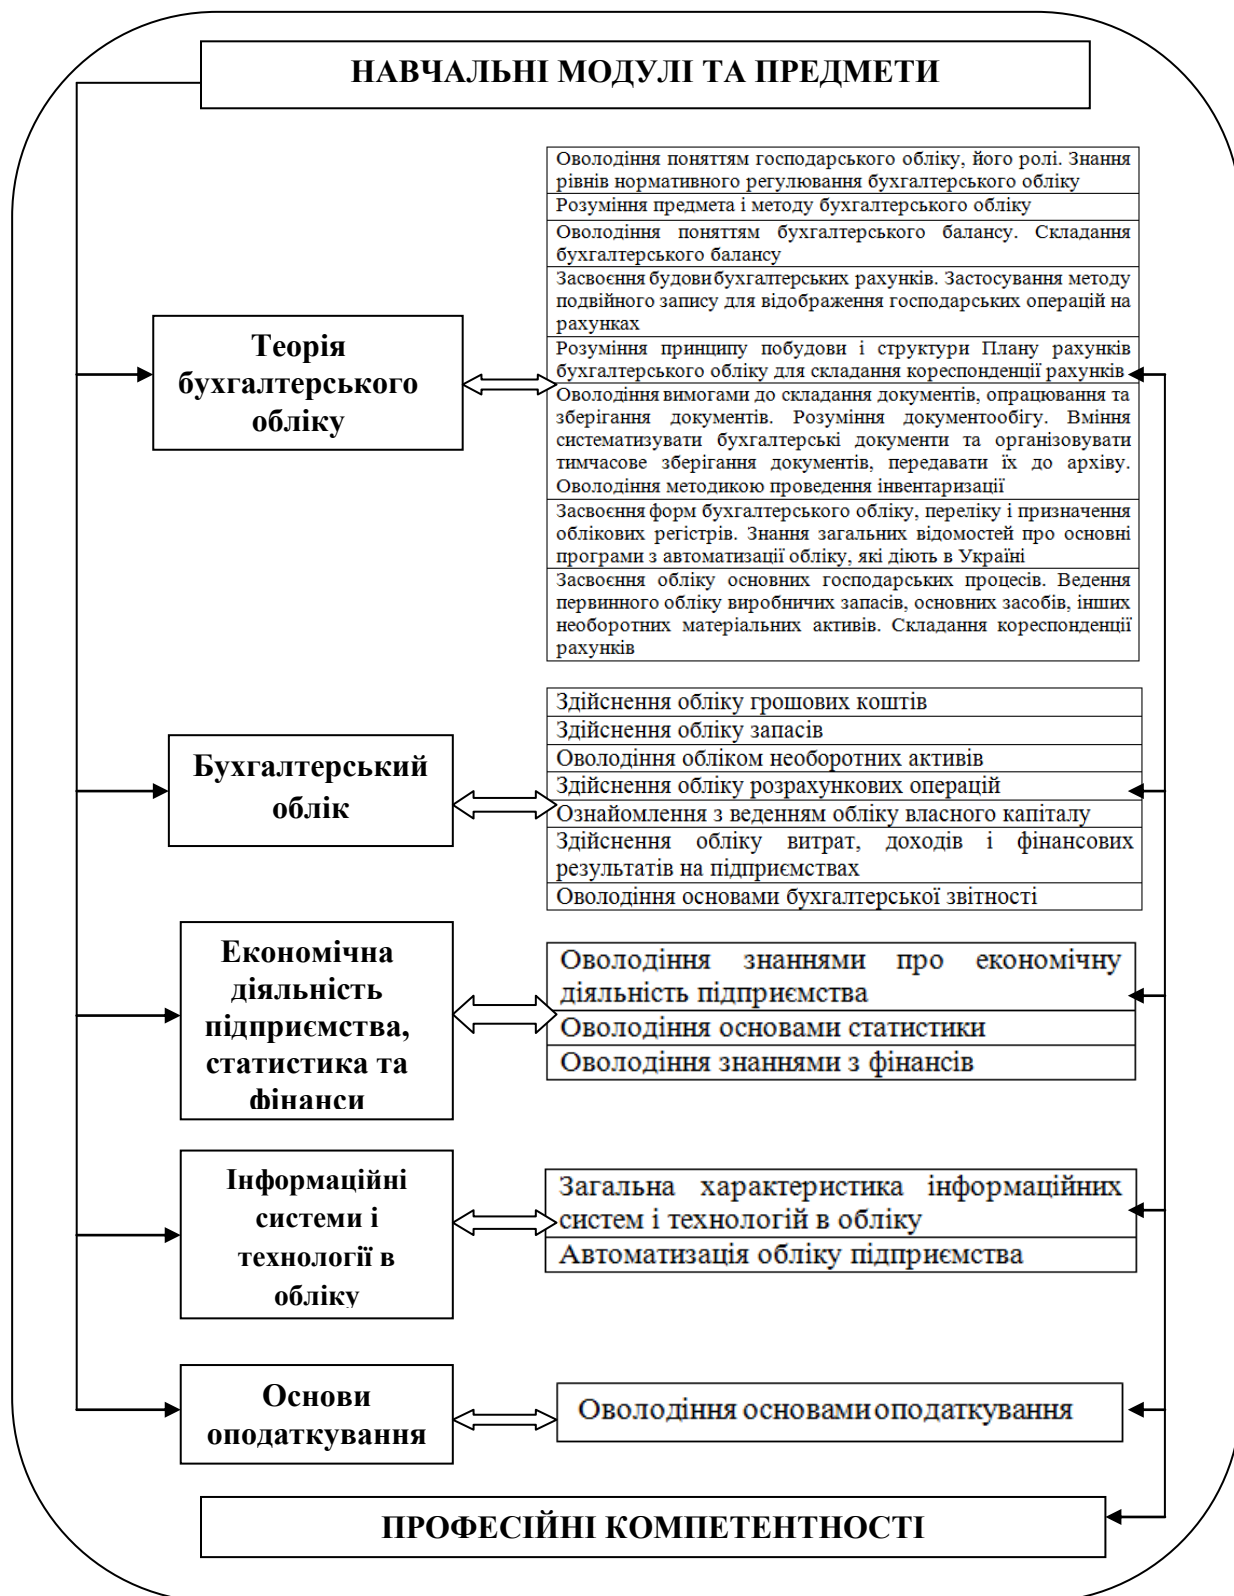 НАВЧАЛЬНІ МОДУЛІ ТА ПРЕДМЕТИ
Теорія
бухгалтерського
обліку
Оволодіння поняттям господарського обліку, його ролі. Знання
рівнів нормативного регулювання бухгалтерського обліку
Розуміння предмета і методу бухгалтерського обліку
Оволодіння поняттям бухгалтерського балансу. Складання
бухгалтерського балансу
Засвоєння будови бухгалтерських рахунків. Застосування методу
подвійного запису для відображення господарських операцій на
рахунках
Розуміння принципу побудови і структури Плану рахунків
бухгалтерського обліку для складання кореспонденції рахунків
Оволодіння вимогами до складання документів, опрацювання та
зберігання документів. Розуміння документообігу. Вміння
систематизувати бухгалтерські документи та організовувати
тимчасове зберігання документів, передавати їх до архіву.
Оволодіння методикою проведення інвентаризації
Засвоєння форм бухгалтерського обліку, переліку і призначення
облікових регістрів. Знання загальних відомостей про основні
програми з автоматизації обліку, які діють в Україні
Засвоєння обліку основних господарських процесів. Ведення
первинного обліку виробничих запасів, основних засобів, інших
необоротних матеріальних активів. Складання кореспонденції
рахунків
Бухгалтерський
облік
Здійснення обліку грошових коштів
Здійснення обліку запасів
Оволодіння обліком необоротних активів
Здійснення обліку розрахункових операцій
Ознайомлення з веденням обліку власного капіталу
Здійснення обліку витрат, доходів і фінансових
результатів на підприємствах
Оволодіння основами бухгалтерської звітності
Економічна
діяльність
підприємства,
статистика та
фінанси
Оволодіння знаннями про економічну
діяльність підприємства
Оволодіння основами статистики
Оволодіння знаннями з фінансів
Інформаційні
системи і
технології в
обліку
Загальна характеристика інформаційних
систем і технологій в обліку
Автоматизація обліку підприємства
Основи
оподаткування
Оволодіння основами оподаткування
ПРОФЕСІЙНІ КОМПЕТЕНТНОСТІ